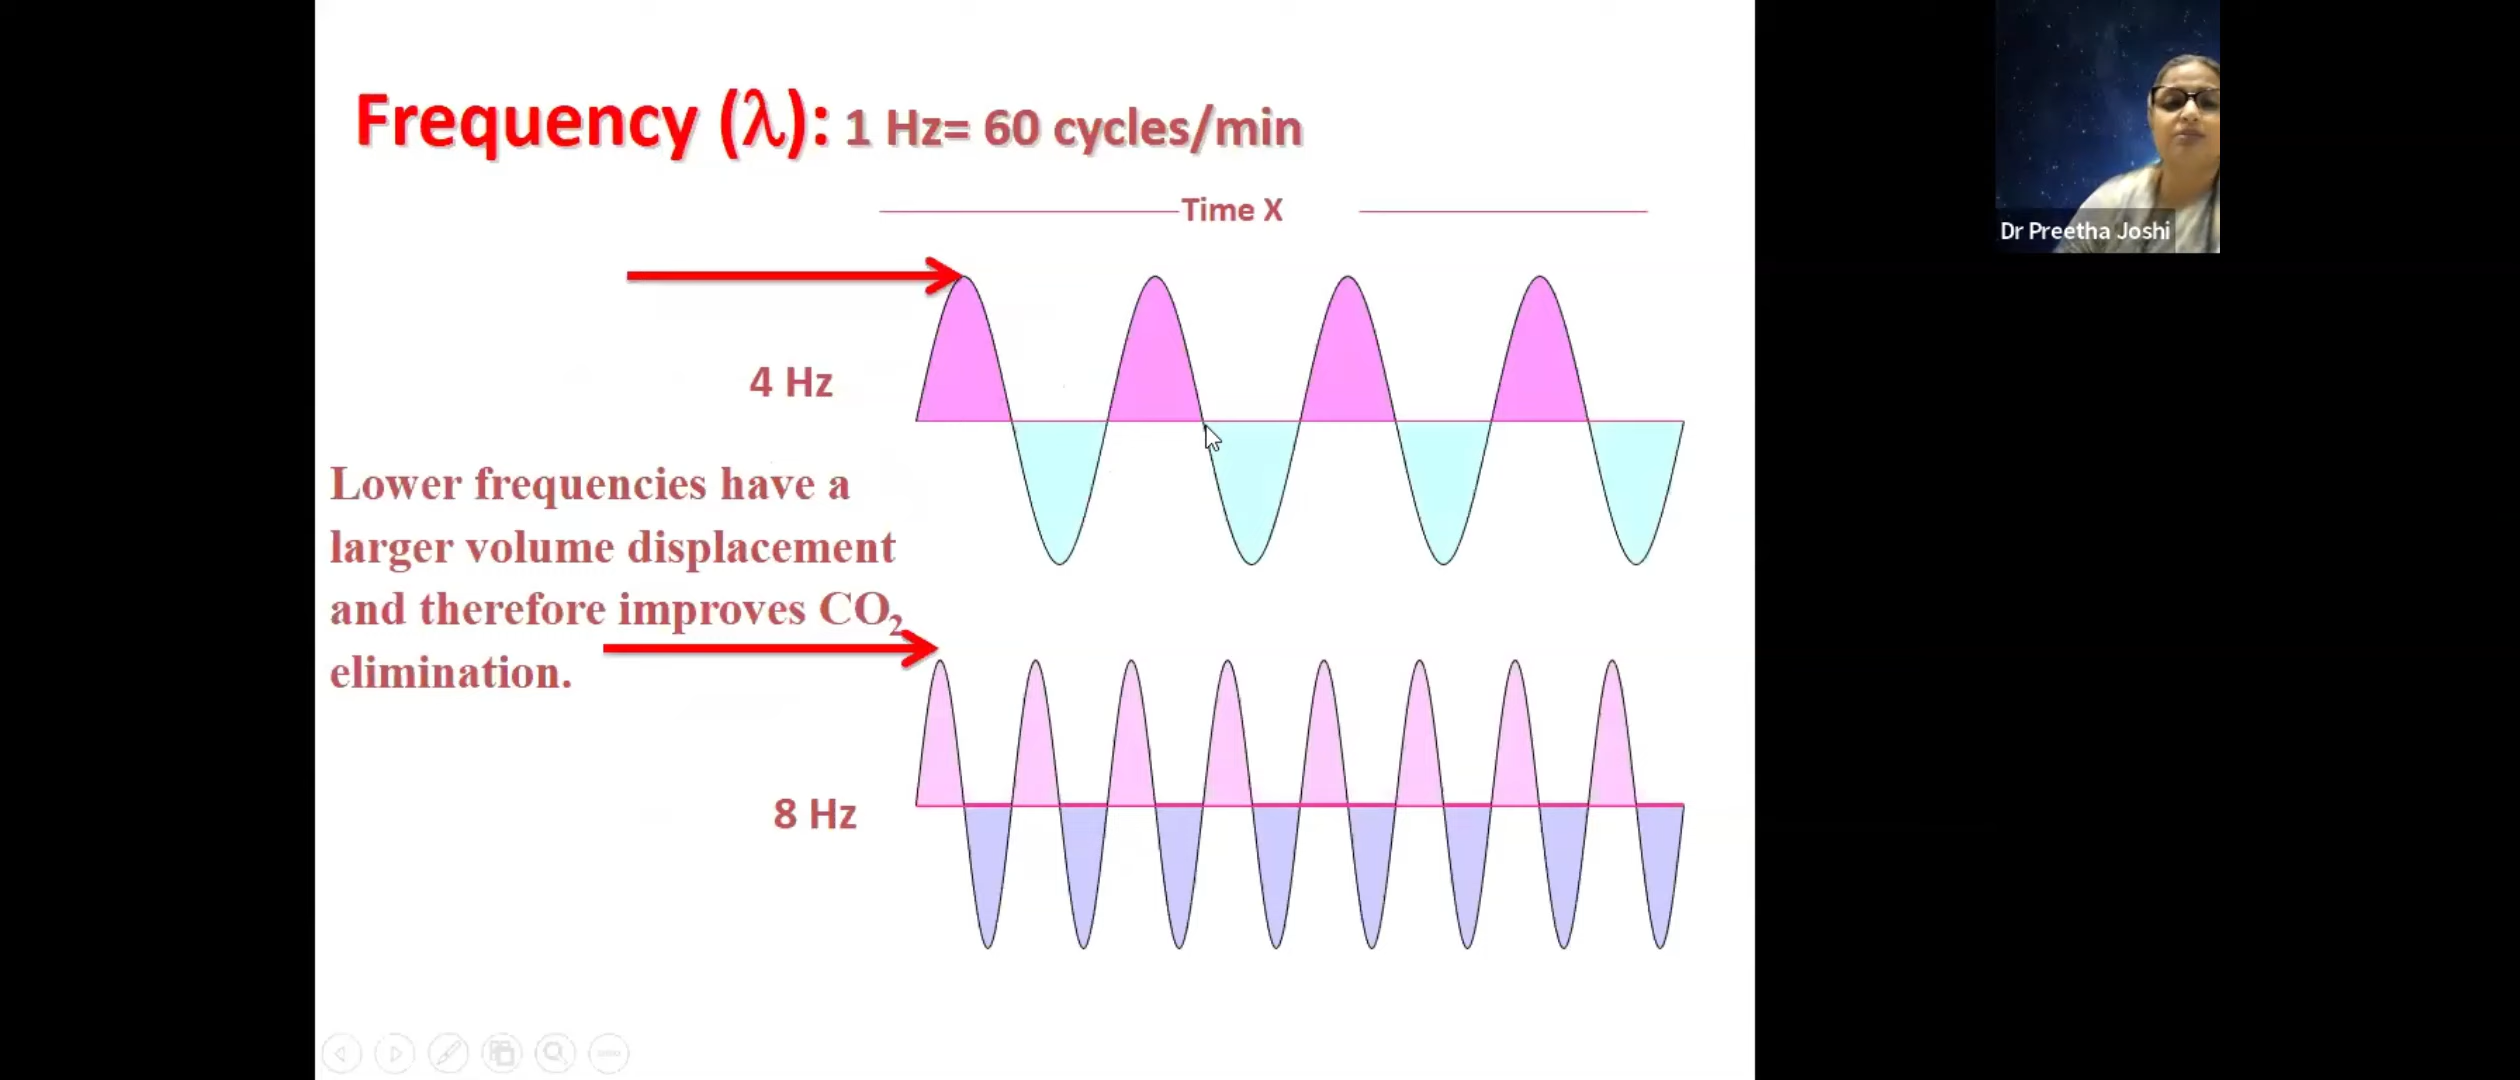 Frequency (λ): 1 Hz= 60 cycles/min
Time X
4 Hz
Lower frequencies have a
larger volume displacement
and therefore improves CO₂
elimination.
8 Hz
Dr Preetha Joshi